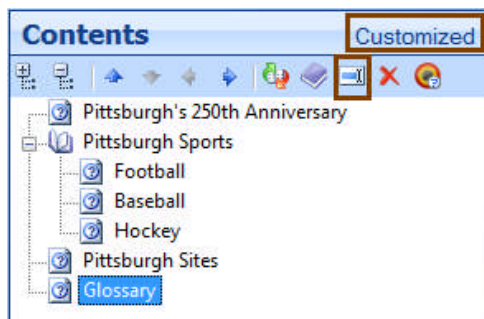 Contents Customized
Pittsburgh's 250th Anniversary
Pittsburgh Sports
Football
Baseball
Hockey
Pittsburgh Sites
Glossary